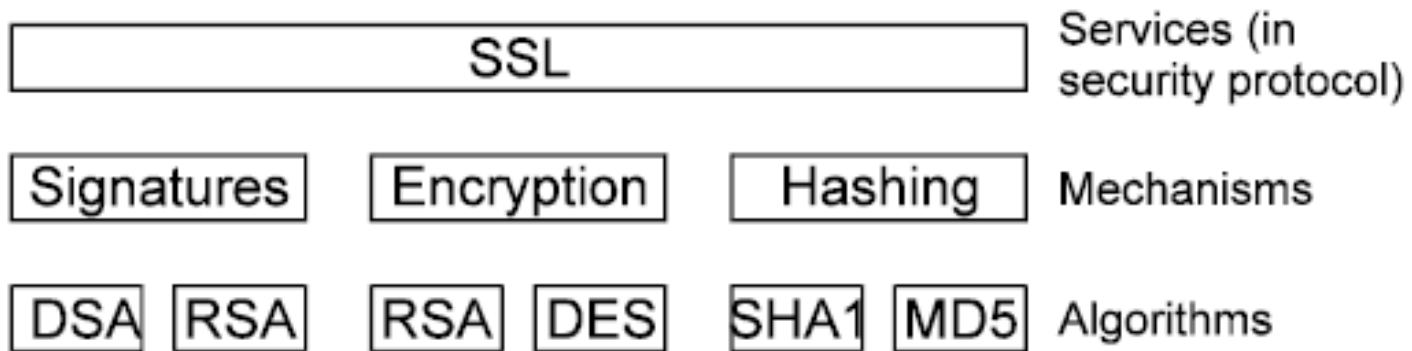 SSL
Services (in
security protocol)
Signatures Encryption Hashing Mechanisms
DSA RSA RSA DES SHA1 MD5 Algorithms